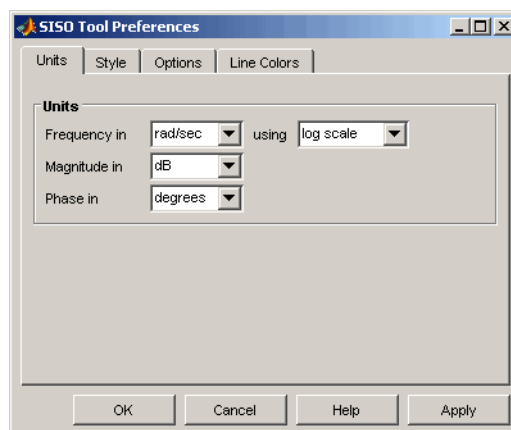 SISO Tool Preferences
Units Style Options Line Colors
Units
Frequency in rad/sec using log scale
Magnitude in dB
Phase in degrees
OK Cancel Help Apply